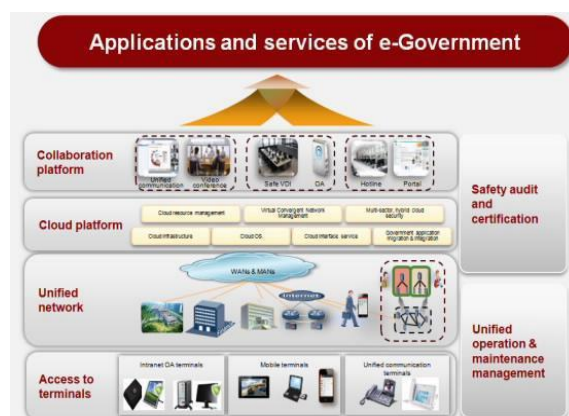 Applications and services of e-Government
Collaboration
platform
Unified
communication
Video
conference
Safe VDI
OA
Hotline
Portal
Cloud platform
Cloud resource management
Virtual Convergent Network
Management
Multi-sector, hybrid cloud
security
Cloud Infrastructure
Cloud OS
Cloud interface service
Government application
migration & integration
Safety audit
and
certification
Unified
network
WANs & MANs
Internet
Access to
terminals
Intranet OA terminals
Mobile terminals
Unified communication
terminals
Unified
operation &
maintenance
management